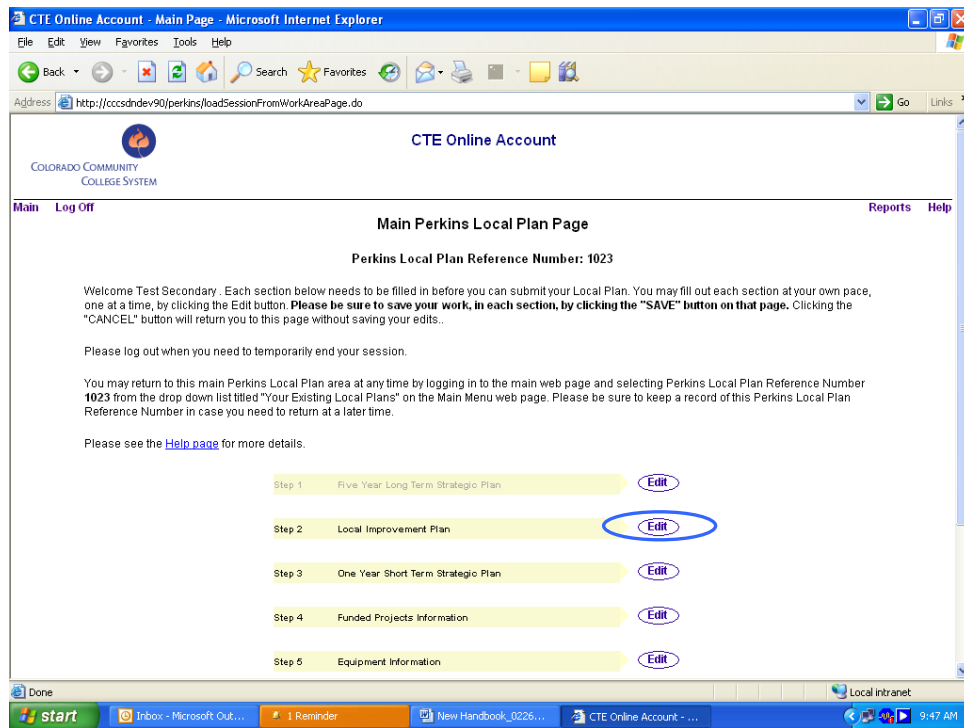 CTE Online Account - Main Page - Microsoft Internet Explorer
File Edit View Favorites Tools Help
Back Search Favorites
Address http://cccsdndev90/perkins/loadSessionFromWorkAreaPage.do Go Links
COLORADO COMMUNITY
COLLEGE SYSTEM
CTE Online Account
Main Log Off Reports Help
Main Perkins Local Plan Page
Perkins Local Plan Reference Number: 1023
Welcome Test Secondary . Each section below needs to be filled in before you can submit your Local Plan. You may fill out each section at your own pace,
one at a time, by clicking the Edit button. Please be sure to save your work, in each section, by clicking the "SAVE" button on that page. Clicking the
"CANCEL" button will return you to this page without saving your edits..
Please log out when you need to temporarily end your session.
You may return to this main Perkins Local Plan area at any time by logging in to the main web page and selecting Perkins Local Plan Reference Number
1023 from the drop down list titled "Your Existing Local Plans" on the Main Menu web page. Please be sure to keep a record of this Perkins Local Plan
Reference Number in case you need to return at a later time.
Please see the Help page for more details.
Step 1 Five Year Long Term Strategic Plan Edit
Step 2 Local Improvement Plan Edit
Step 3 One Year Short Term Strategic Plan Edit
Step 4 Funded Projects Information Edit
Step 5 Equipment Information Edit
Done Local intranet
start Inbox - Microsoft Out... 1 Reminder New Handbook_0226... CTE Online Account - ... 9:47 AM